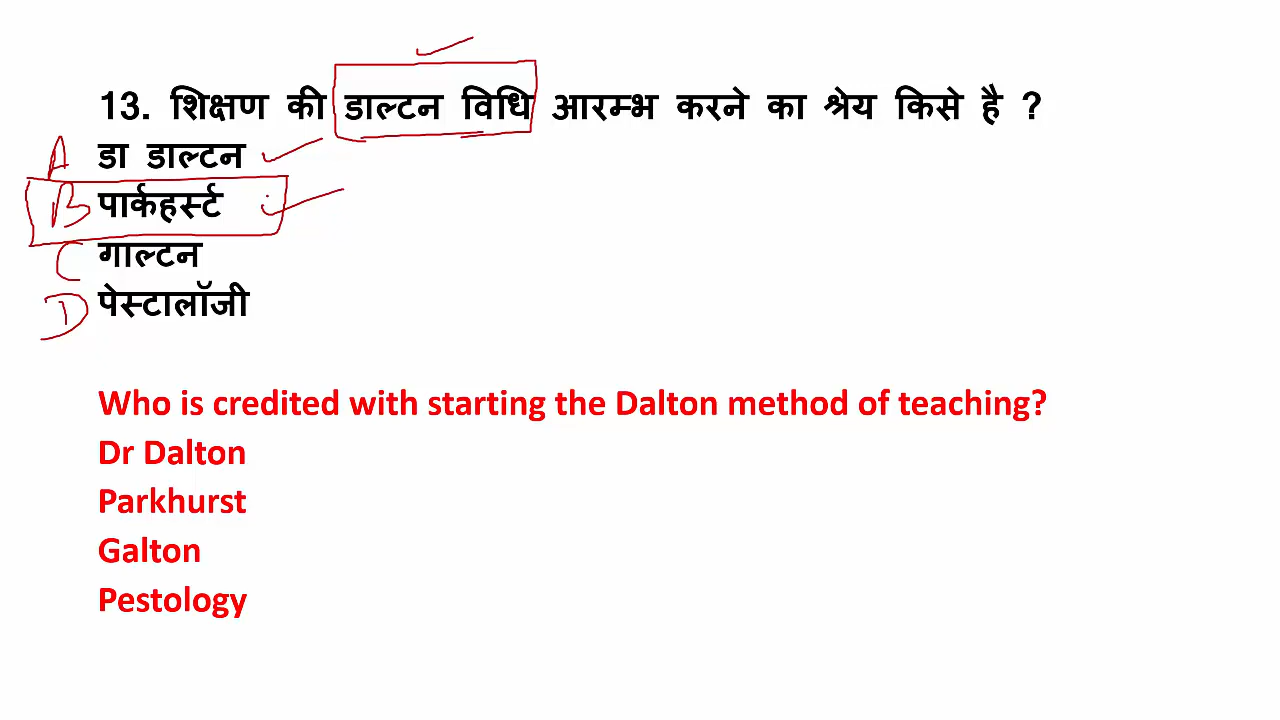 13. शिक्षण की डाल्टन विधि आरम्भ करने का श्रेय किसे है ?
A डा डाल्टन
B पार्कहर्स्ट
C गाल्टन
D पेस्टालॉजी
Who is credited with starting the Dalton method of teaching?
Dr Dalton
Parkhurst
Galton
Pestology